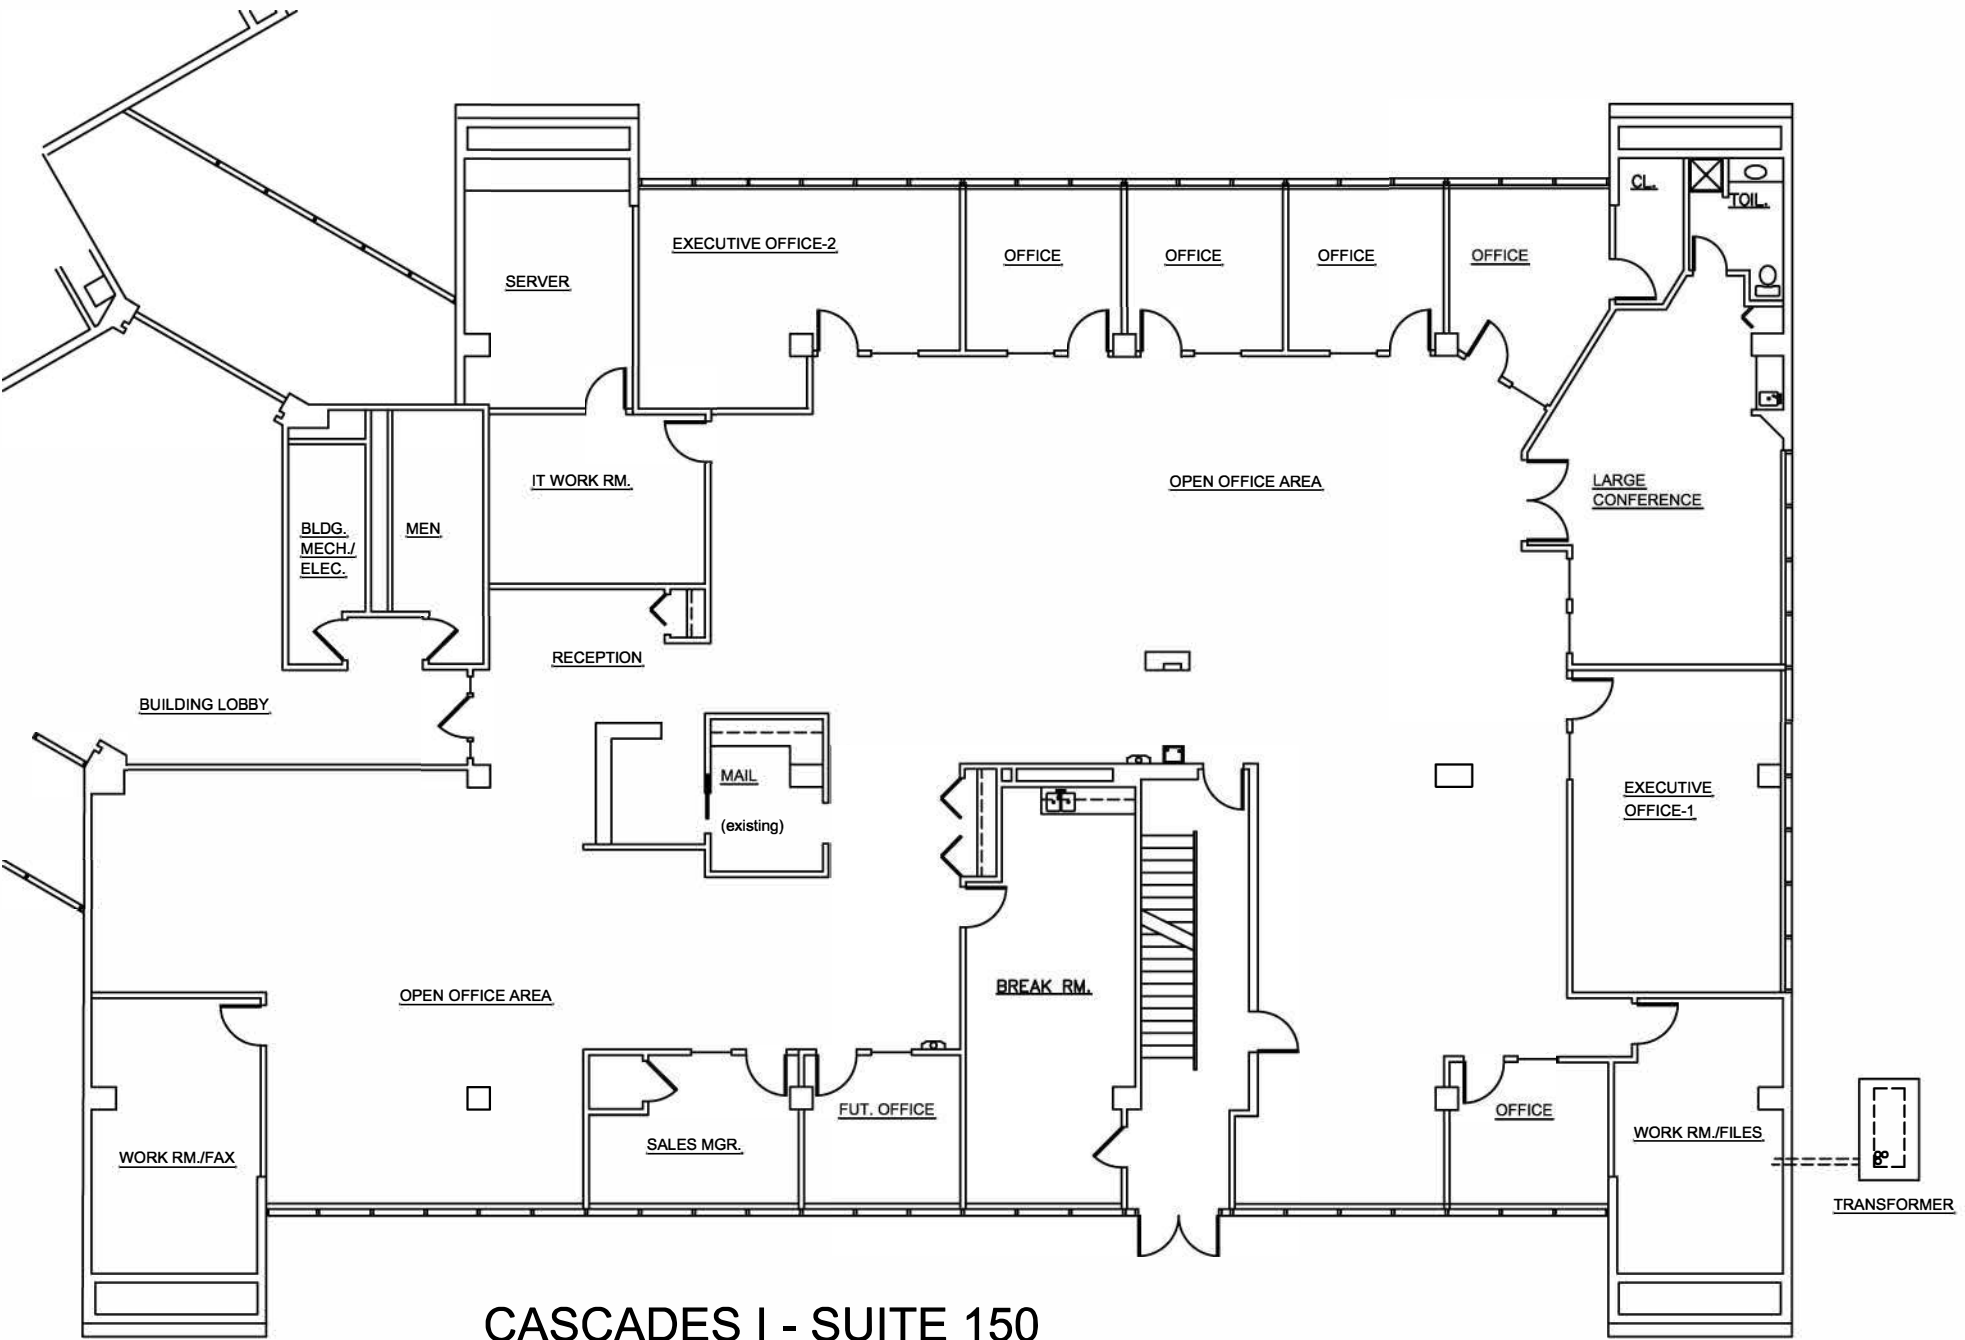 CL.
TOIL.
EXECUTIVE OFFICE-2
OFFICE
OFFICE
OFFICE
OFFICE
SERVER
IT WORK RM.
OPEN OFFICE AREA
LARGE
CONFERENCE
BLDG.
MECH./
ELEC.
MEN
RECEPTION
BUILDING LOBBY
MAIL
(existing)
EXECUTIVE
OFFICE-1
BREAK RM.
OPEN OFFICE AREA
FUT. OFFICE
OFFICE
SALES MGR.
WORK RM./FILES
WORK RM./FAX
TRANSFORMER
CASCADES I - SUITE 150